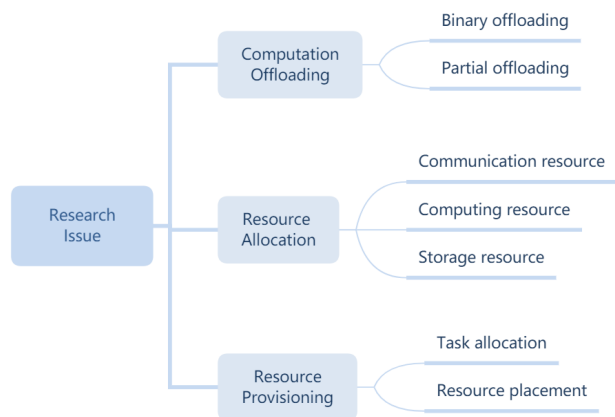 Research
Issue
Computation
Offloading
Binary offloading
Partial offloading
Resource
Allocation
Communication resource
Computing resource
Storage resource
Resource
Provisioning
Task allocation
Resource placement